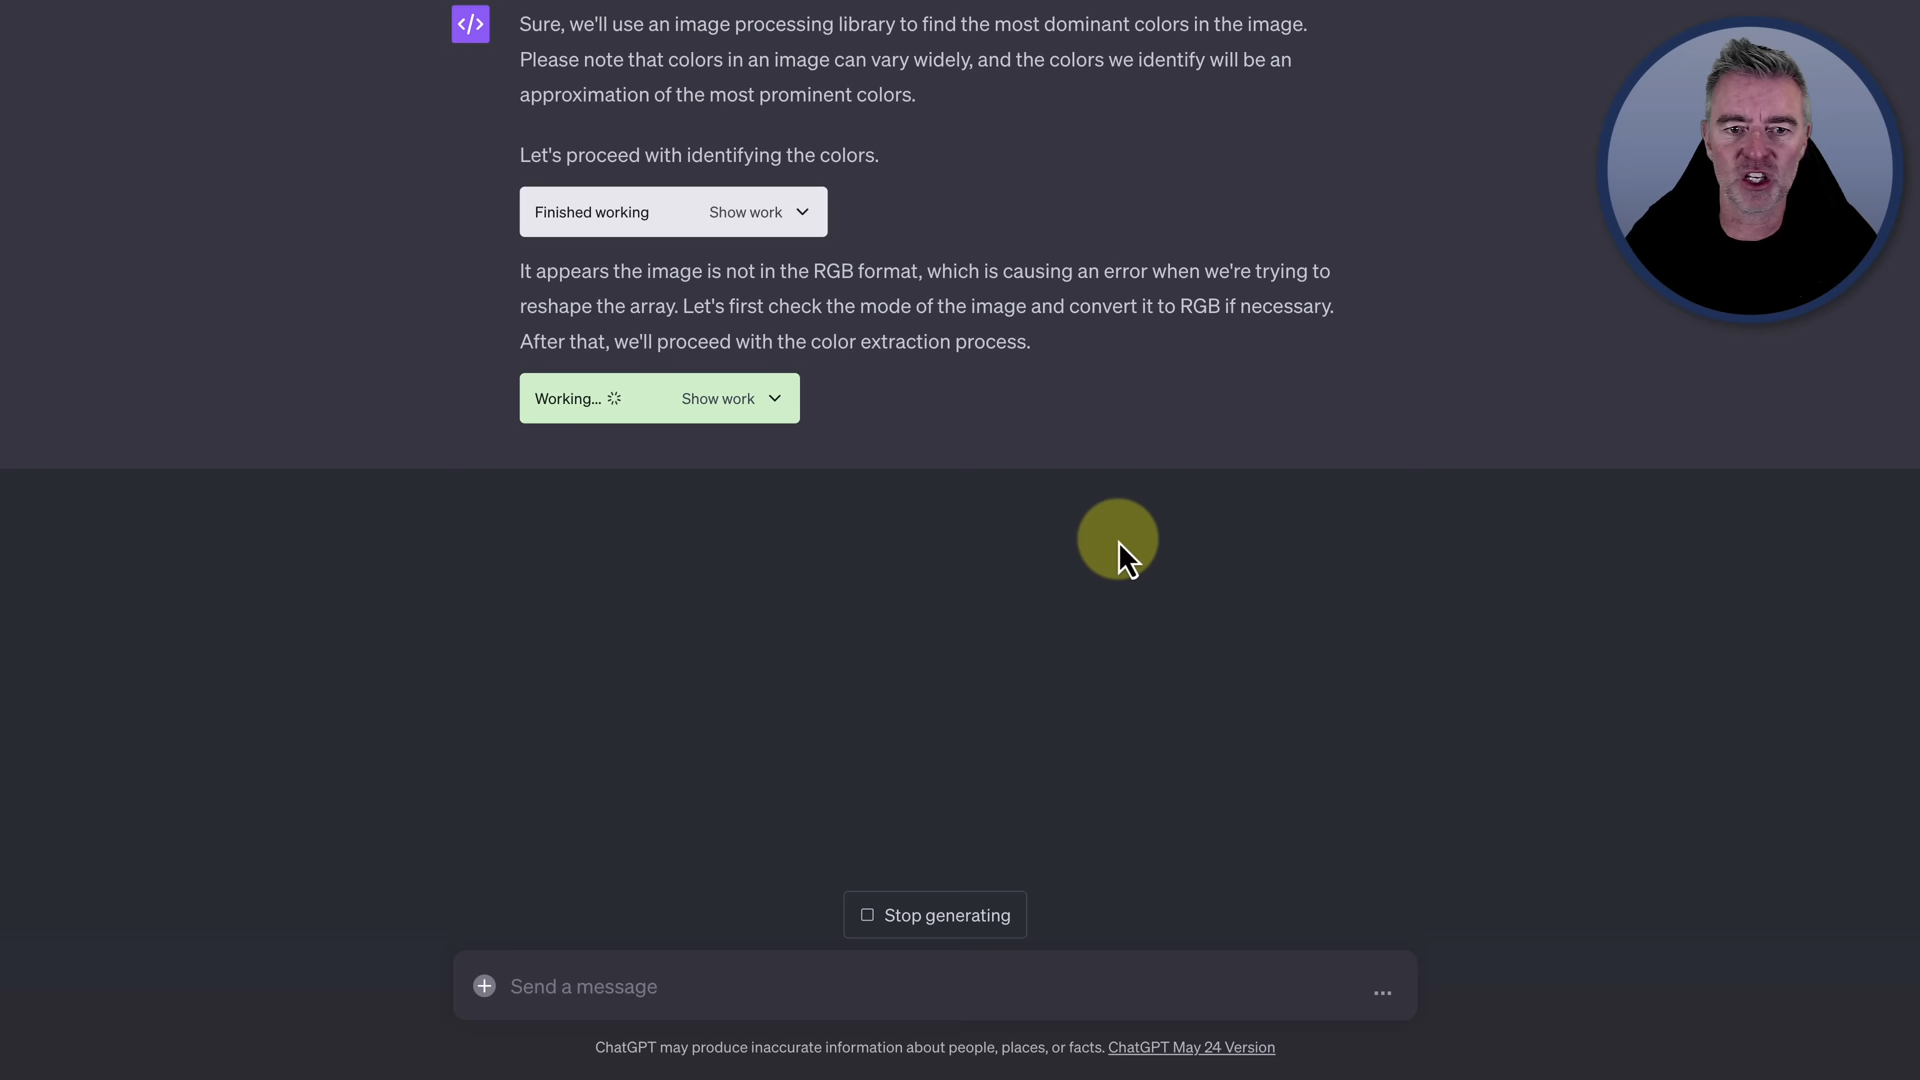 </>
Sure, we'll use an image processing library to find the most dominant colors in the image.
Please note that colors in an image can vary widely, and the colors we identify will be an
approximation of the most prominent colors.
Let's proceed with identifying the colors.
Finished working Show work
It appears the image is not in the RGB format, which is causing an error when we're trying to
reshape the array. Let's first check the mode of the image and convert it to RGB if necessary.
After that, we'll proceed with the color extraction process.
Working... Show work
Stop generating
Send a message
ChatGPT may produce inaccurate information about people, places, or facts. ChatGPT May 24 Version